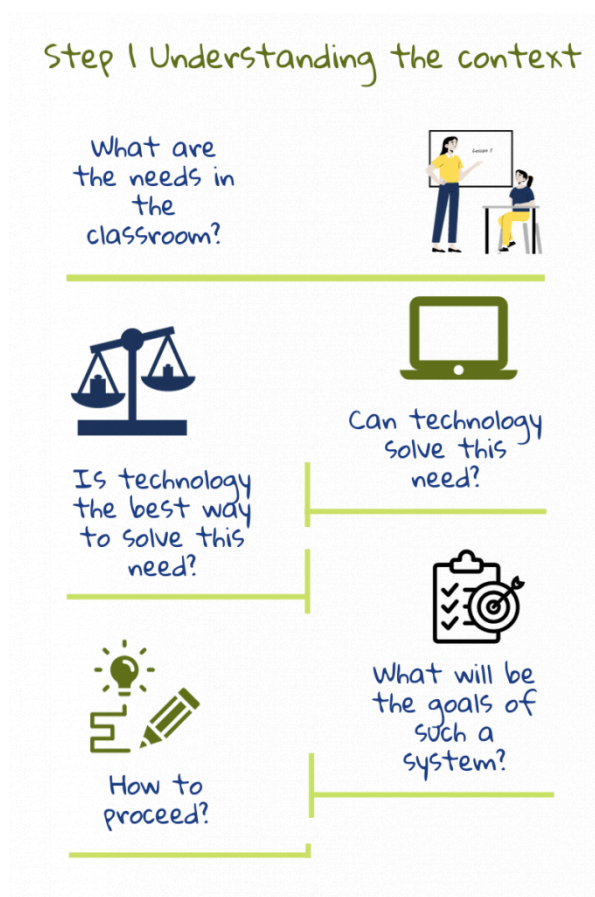 Step 1 Understanding the context
What are
the needs in
the
classroom?
Lesson 1
Can technology
solve this
need?
Is technology
the best way
to solve this
need?
What will be
the goals of
such a
system?
How to
proceed?